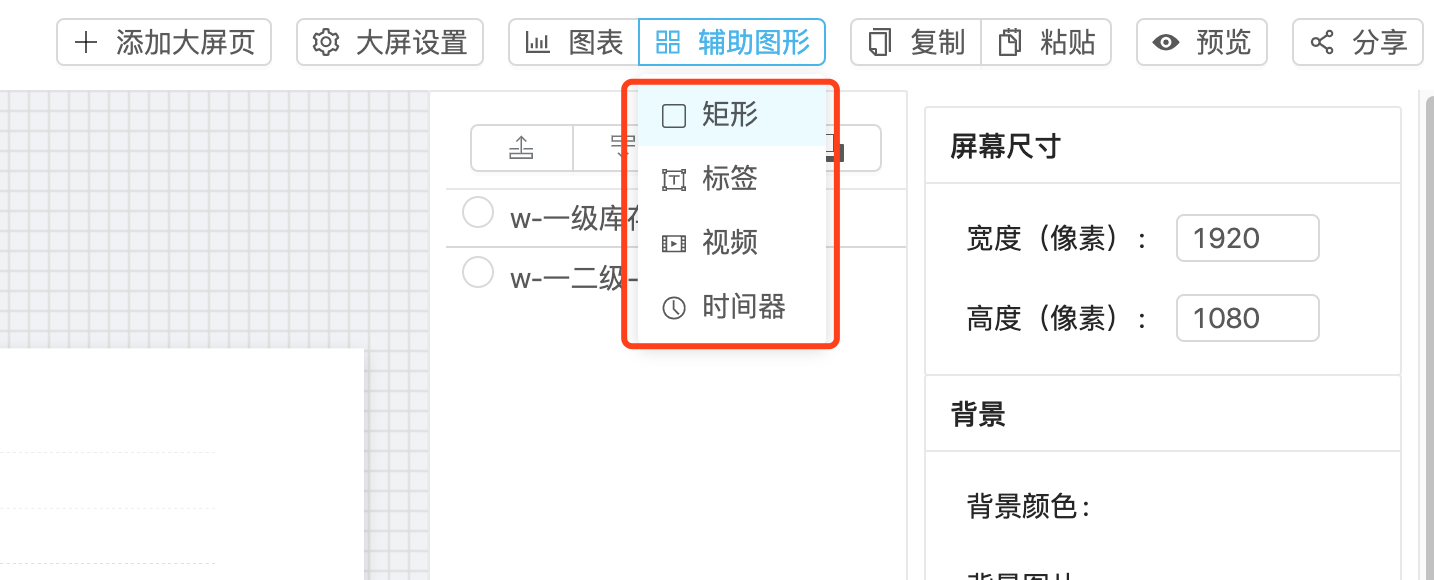 添加大屏页 大屏设置 图表 辅助图形 复制 粘贴 预览 分享
矩形
标签
视频
时间器
w-一级库
w-一二级-
屏幕尺寸
宽度（像素）： 1920
高度（像素）： 1080
背景
背景颜色：